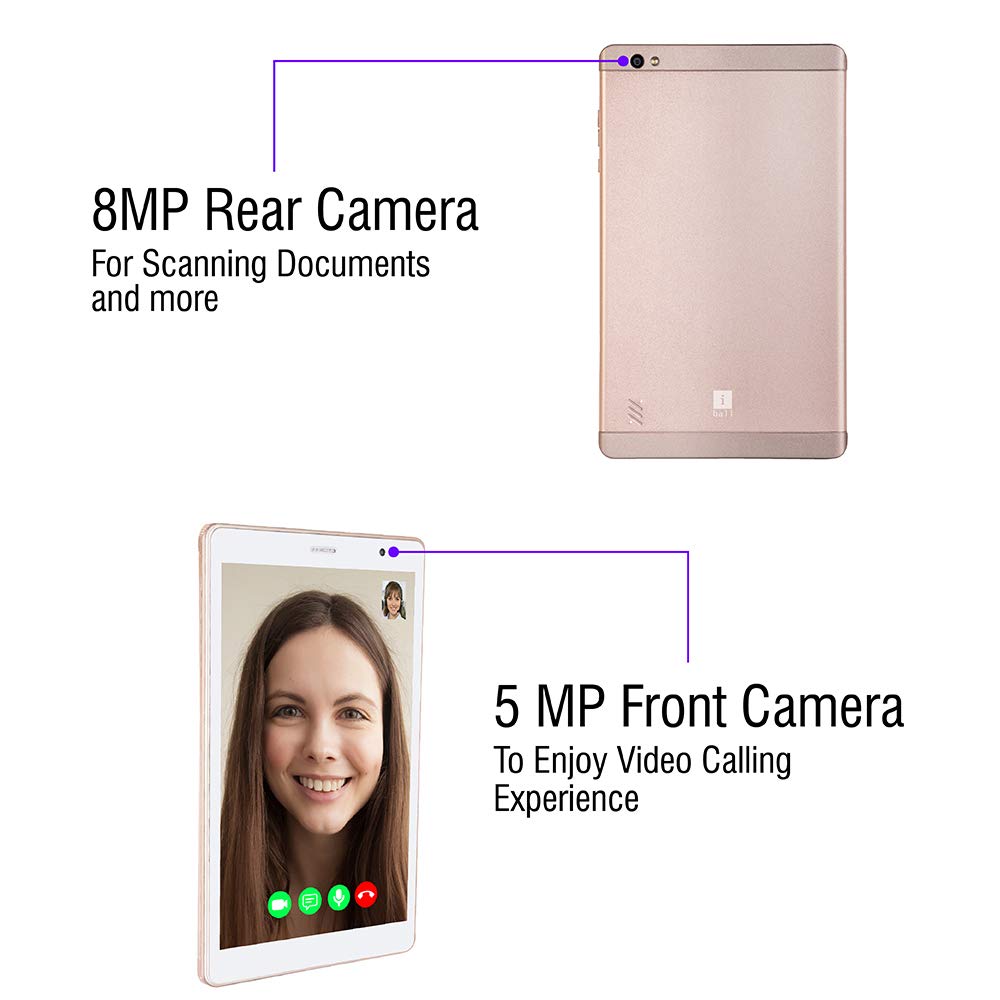 8MP Rear Camera
For Scanning Documents
and more
i
ball
5 MP Front Camera
To Enjoy Video Calling
Experience